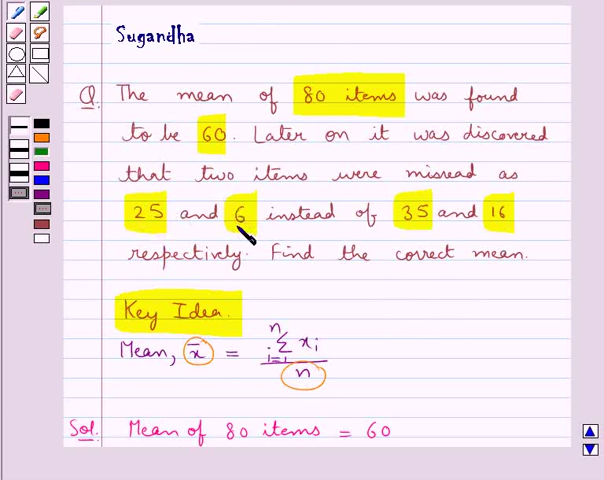 Sugandha
Q. The mean of 80 items was found
to be 60. Later on it was discovered
that two items were misread as
25 and 6 instead of 35 and 16
respectively. Find the correct mean.
Key Idea.
Mean, x̄ = n∑i=1 xi / n
Sol. Mean of 80 items = 60